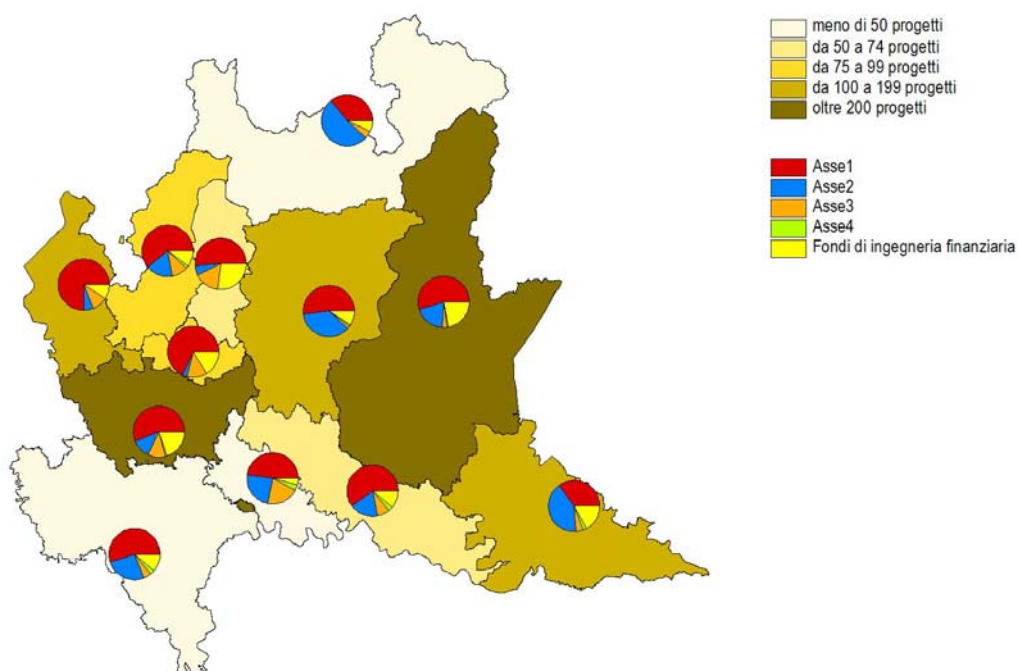 meno di 50 progetti
da 50 a 74 progetti
da 75 a 99 progetti
da 100 a 199 progetti
oltre 200 progetti
Asse1
Asse2
Asse3
Asse4
Fondi di ingegneria finanziaria